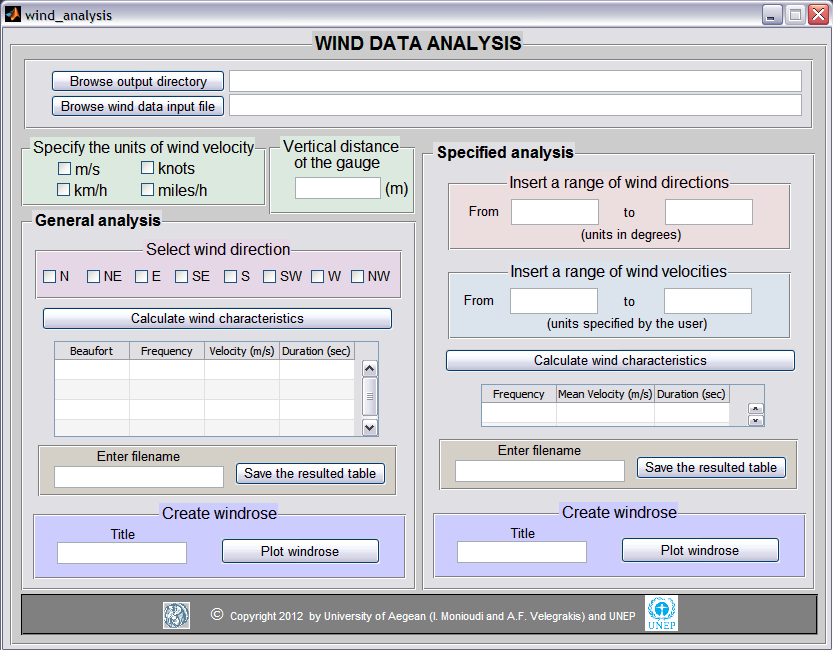 wind_analysis
WIND DATA ANALYSIS
Browse output directory
Browse wind data input file
Specify the units of wind velocity
m/s
knots
km/h
miles/h
Vertical distance
of the gauge
(m)
General analysis
Select wind direction
N NE E SE S SW W NW
Calculate wind characteristics
Beaufort Frequency Velocity (m/s) Duration (sec)
Enter filename
Save the resulted table
Create windrose
Title
Plot windrose
Specified analysis
Insert a range of wind directions
From to
(units in degrees)
Insert a range of wind velocities
From to
(units specified by the user)
Calculate wind characteristics
Frequency Mean Velocity (m/s) Duration (sec)
Enter filename
Save the resulted table
Create windrose
Title
Plot windrose
© Copyright 2012 by University of Aegean (I. Monioudi and A.F. Velegrakis) and UNEP
UNEP